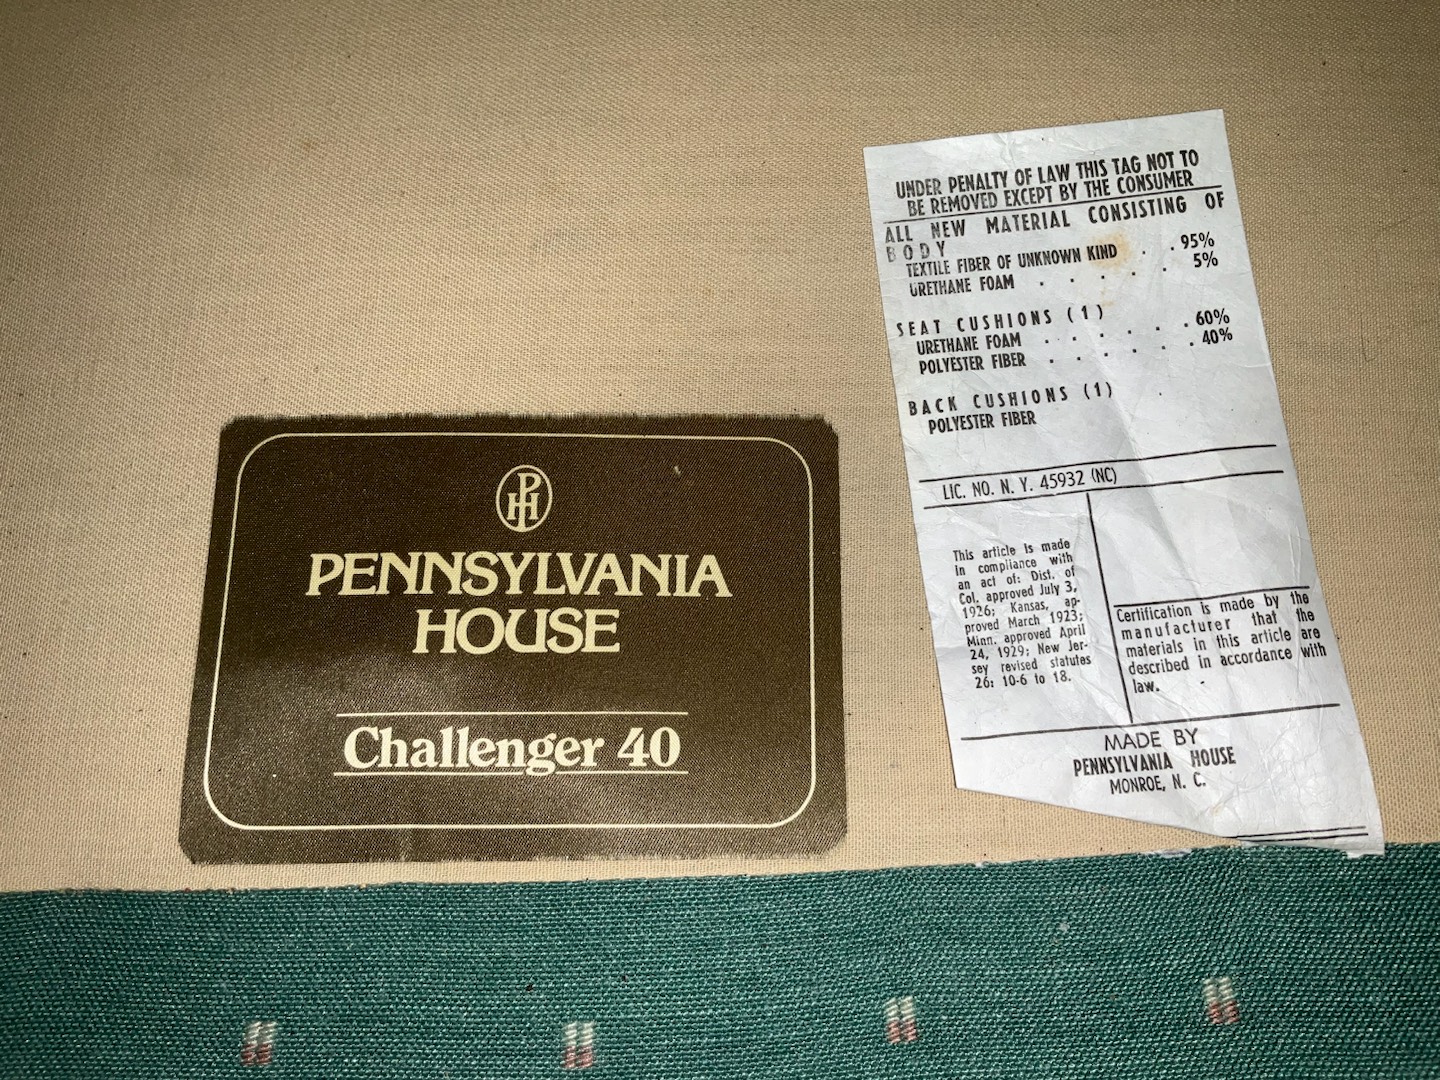 PH
PENNSYLVANIA
HOUSE
Challenger 40
UNDER PENALTY OF LAW THIS TAG NOT TO
BE REMOVED EXCEPT BY THE CONSUMER
ALL NEW MATERIAL CONSISTING OF
BODY
TEXTILE FIBER OF UNKNOWN KIND . . 95%
URETHANE FOAM . . . . . 5%
SEAT CUSHIONS (1)
URETHANE FOAM . . . . . . 60%
POLYESTER FIBER . . . . . . 40%
BACK CUSHIONS (1)
POLYESTER FIBER
LIC. NO. N. Y. 45932 (NC)
This article is made
in compliance with
an act of: Dist. of
Col. approved July 3,
1926; Kansas, ap-
proved March 1923;
Minn. approved April
24, 1929; New Jer-
sey revised statutes
26: 10-6 to 18.
Certification is made by the
manufacturer that the
materials in this article are
described in accordance with
law.
MADE BY
PENNSYLVANIA HOUSE
MONROE, N. C.